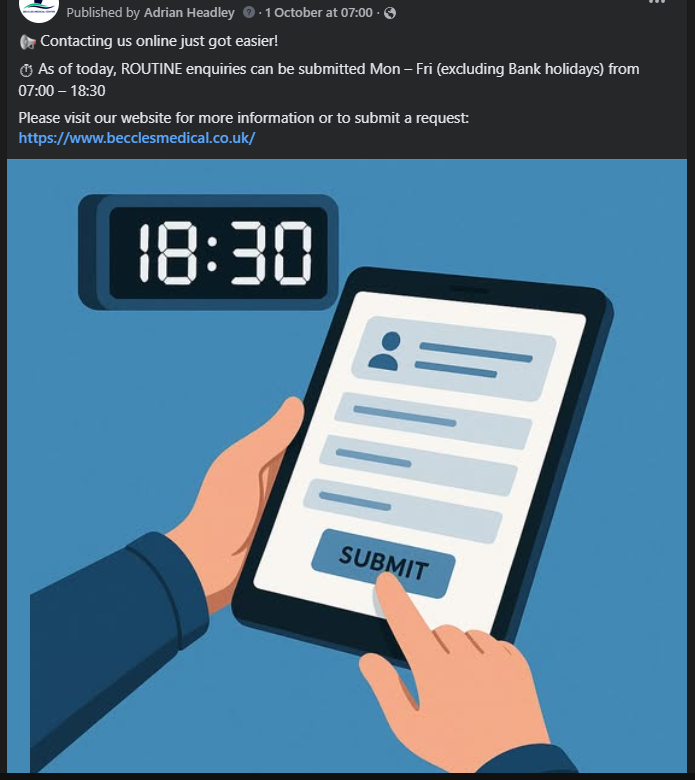 Published by Adrian Headley · 1 October at 07:00 ·
📢 Contacting us online just got easier!
⏱ As of today, ROUTINE enquiries can be submitted Mon – Fri (excluding Bank holidays) from
07:00 – 18:30
Please visit our website for more information or to submit a request:
https://www.becclesmedical.co.uk/
18:30
SUBMIT